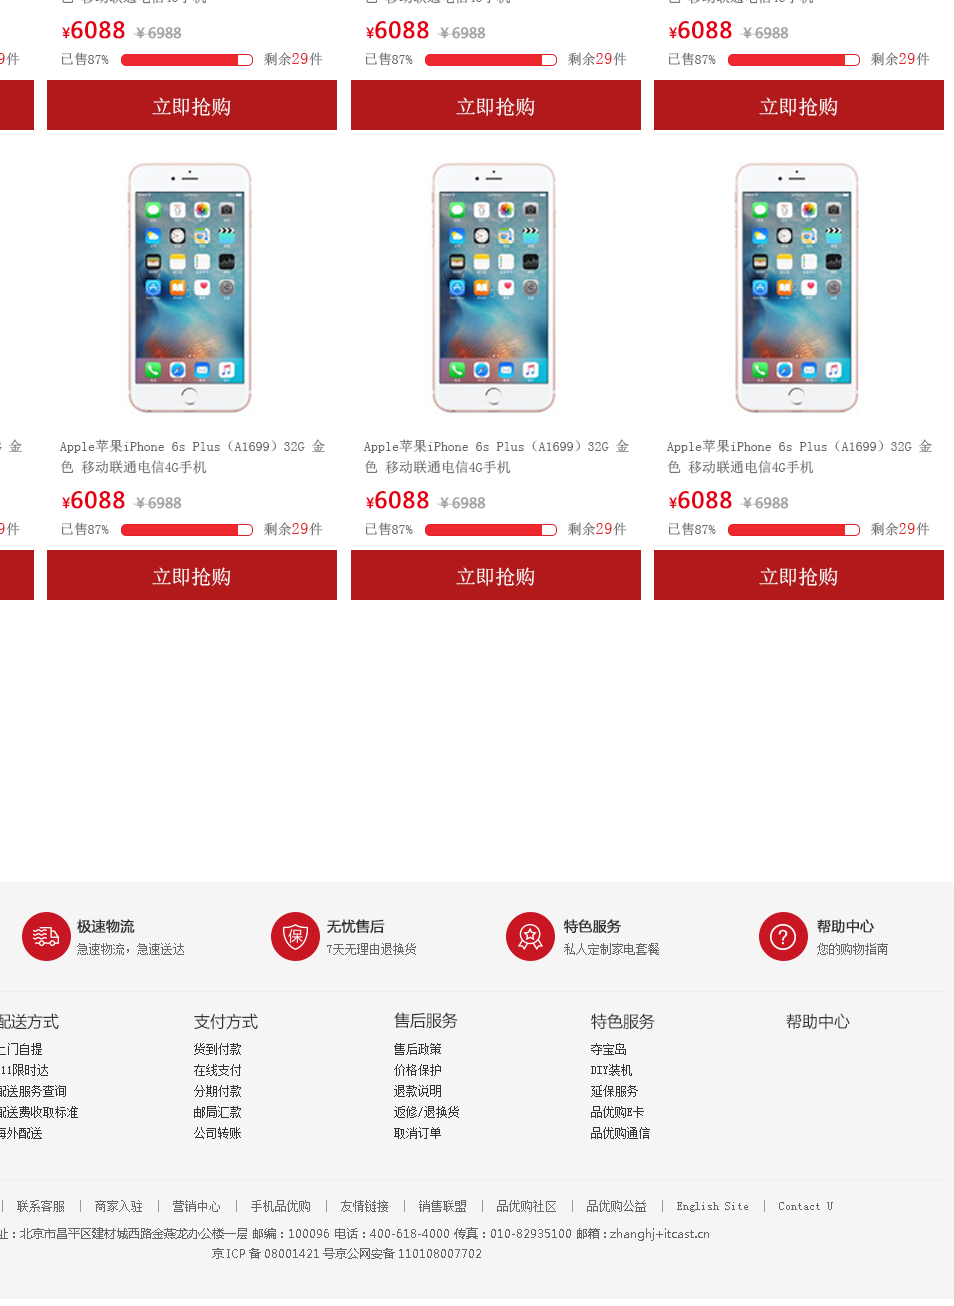 ¥6088 ￥6988 ¥6088 ￥6988 ¥6088 ￥6988
9件 已售87% 剩余29件 已售87% 剩余29件 已售87% 剩余29件
立即抢购 立即抢购 立即抢购
金 Apple苹果iPhone 6s Plus（A1699）32G 金 Apple苹果iPhone 6s Plus（A1699）32G 金 Apple苹果iPhone 6s Plus（A1699）32G 金
色 移动联通电信4G手机 色 移动联通电信4G手机 色 移动联通电信4G手机
¥6088 ￥6988 ¥6088 ￥6988 ¥6088 ￥6988
9件 已售87% 剩余29件 已售87% 剩余29件 已售87% 剩余29件
立即抢购 立即抢购 立即抢购
极速物流 无忧售后 特色服务 帮助中心
急速物流，急速送达 7天无理由退换货 私人定制家电套餐 您的购物指南
配送方式 支付方式 售后服务 特色服务 帮助中心
上门自提 货到付款 售后政策 夺宝岛
11限时达 在线支付 价格保护 DIY装机
配送服务查询 分期付款 退款说明 延保服务
配送费收取标准 邮局汇款 返修/退换货 品优购E卡
海外配送 公司转账 取消订单 品优购通信
| 联系客服 | 商家入驻 | 营销中心 | 手机品优购 | 友情链接 | 销售联盟 | 品优购社区 | 品优购公益 | English Site | Contact U
址：北京市昌平区建材城西路金燕龙办公楼一层 邮编：100096 电话：400-618-4000 传真：010-82935100 邮箱：zhanghj+itcast.cn
京ICP备08001421号京公网安备110108007702